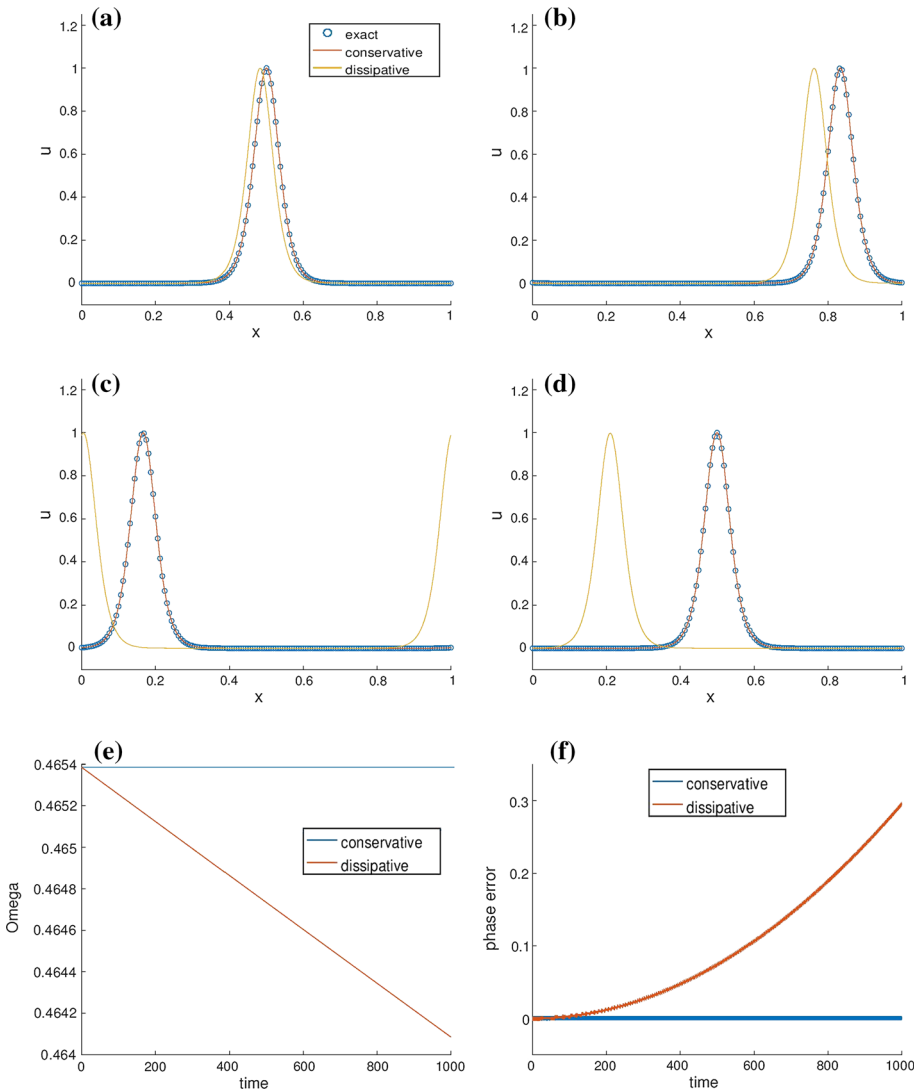 (a)
1.2
1
0.8
0.6
0.4
0.2
0
u
0 0.2 0.4 0.6 0.8 1
x
exact
conservative
dissipative
(b)
1.2
1
0.8
0.6
0.4
0.2
0
u
0 0.2 0.4 0.6 0.8 1
x
(c)
1.2
1
0.8
0.6
0.4
0.2
0
u
0 0.2 0.4 0.6 0.8 1
x
(d)
1.2
1
0.8
0.6
0.4
0.2
0
u
0 0.2 0.4 0.6 0.8 1
x
(e)
0.4654
0.4652
0.465
0.4648
0.4646
0.4644
0.4642
0.464
Omega
0 200 400 600 800 1000
time
conservative
dissipative
(f)
0.3
0.2
0.1
0
phase error
0 200 400 600 800 1000
time
conservative
dissipative